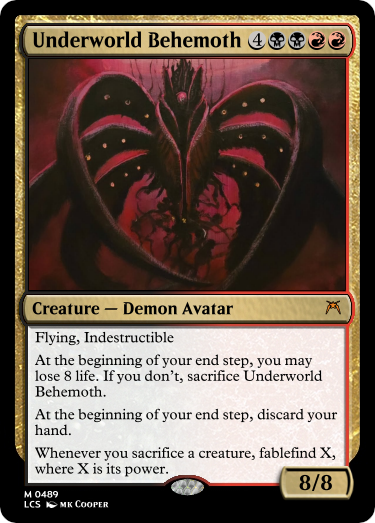 Underworld Behemoth 4
Creature — Demon Avatar
Flying, Indestructible
At the beginning of your end step, you may
lose 8 life. If you don't, sacrifice Underworld
Behemoth.
At the beginning of your end step, discard your
hand.
Whenever you sacrifice a creature, fablefind X,
where X is its power.
8/8
M 0489
LCS MK COOPER